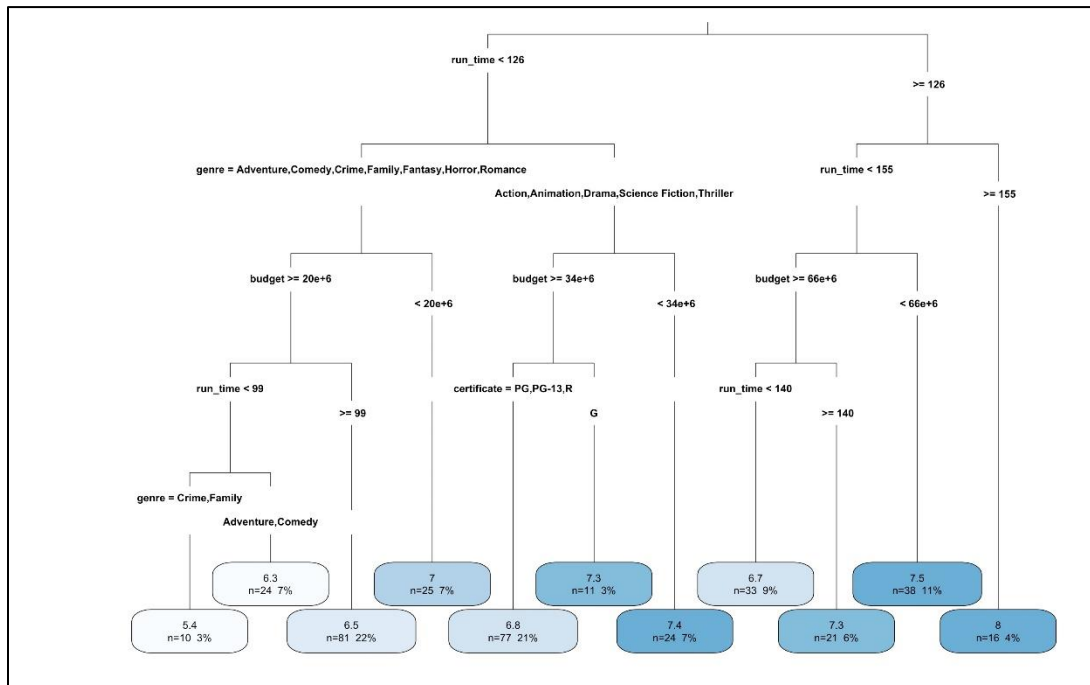 run_time < 126
>= 126
genre = Adventure,Comedy,Crime,Family,Fantasy,Horror,Romance
run_time < 155
Action,Animation,Drama,Science Fiction,Thriller
>= 155
budget >= 20e+6
budget >= 34e+6
budget >= 66e+6
< 20e+6
< 34e+6
< 66e+6
run_time < 99
certificate = PG,PG-13,R
run_time < 140
>= 99
G
>= 140
genre = Crime,Family
Adventure,Comedy
6.3
n=24 7%
7
n=25 7%
7.3
n=11 3%
6.7
n=33 9%
7.5
n=38 11%
5.4
n=10 3%
6.5
n=81 22%
6.8
n=77 21%
7.4
n=24 7%
7.3
n=21 6%
8
n=16 4%